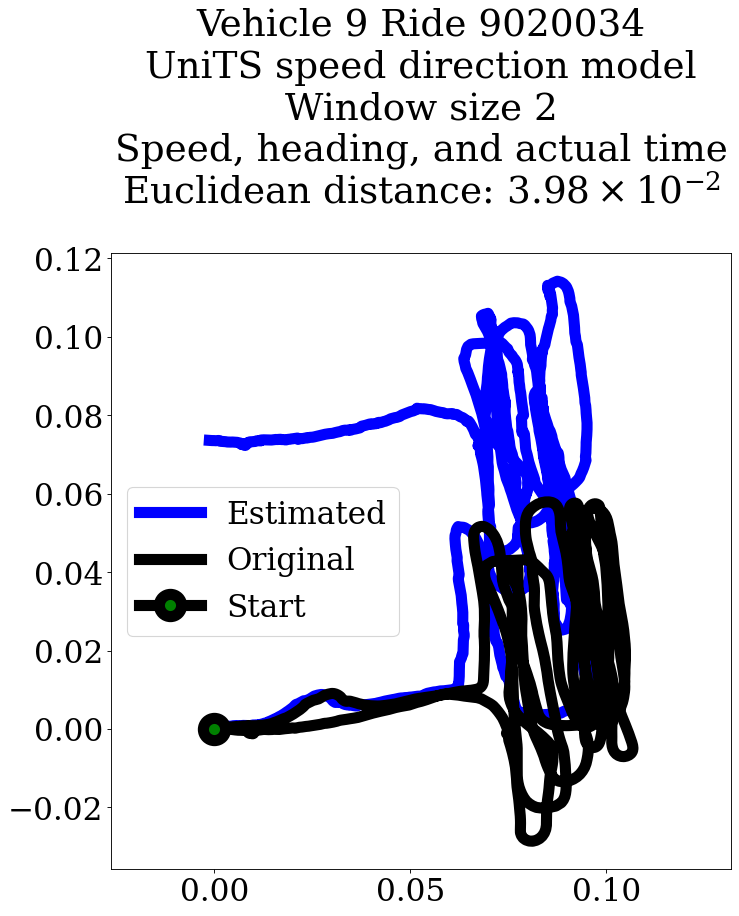 Vehicle 9 Ride 9020034
UniTS speed direction model
Window size 2
Speed, heading, and actual time
Euclidean distance: 3.98 × 10⁻²
0.12
0.10
0.08
0.06
0.04
0.02
0.00
−0.02
Estimated
Original
Start
0.00 0.05 0.10